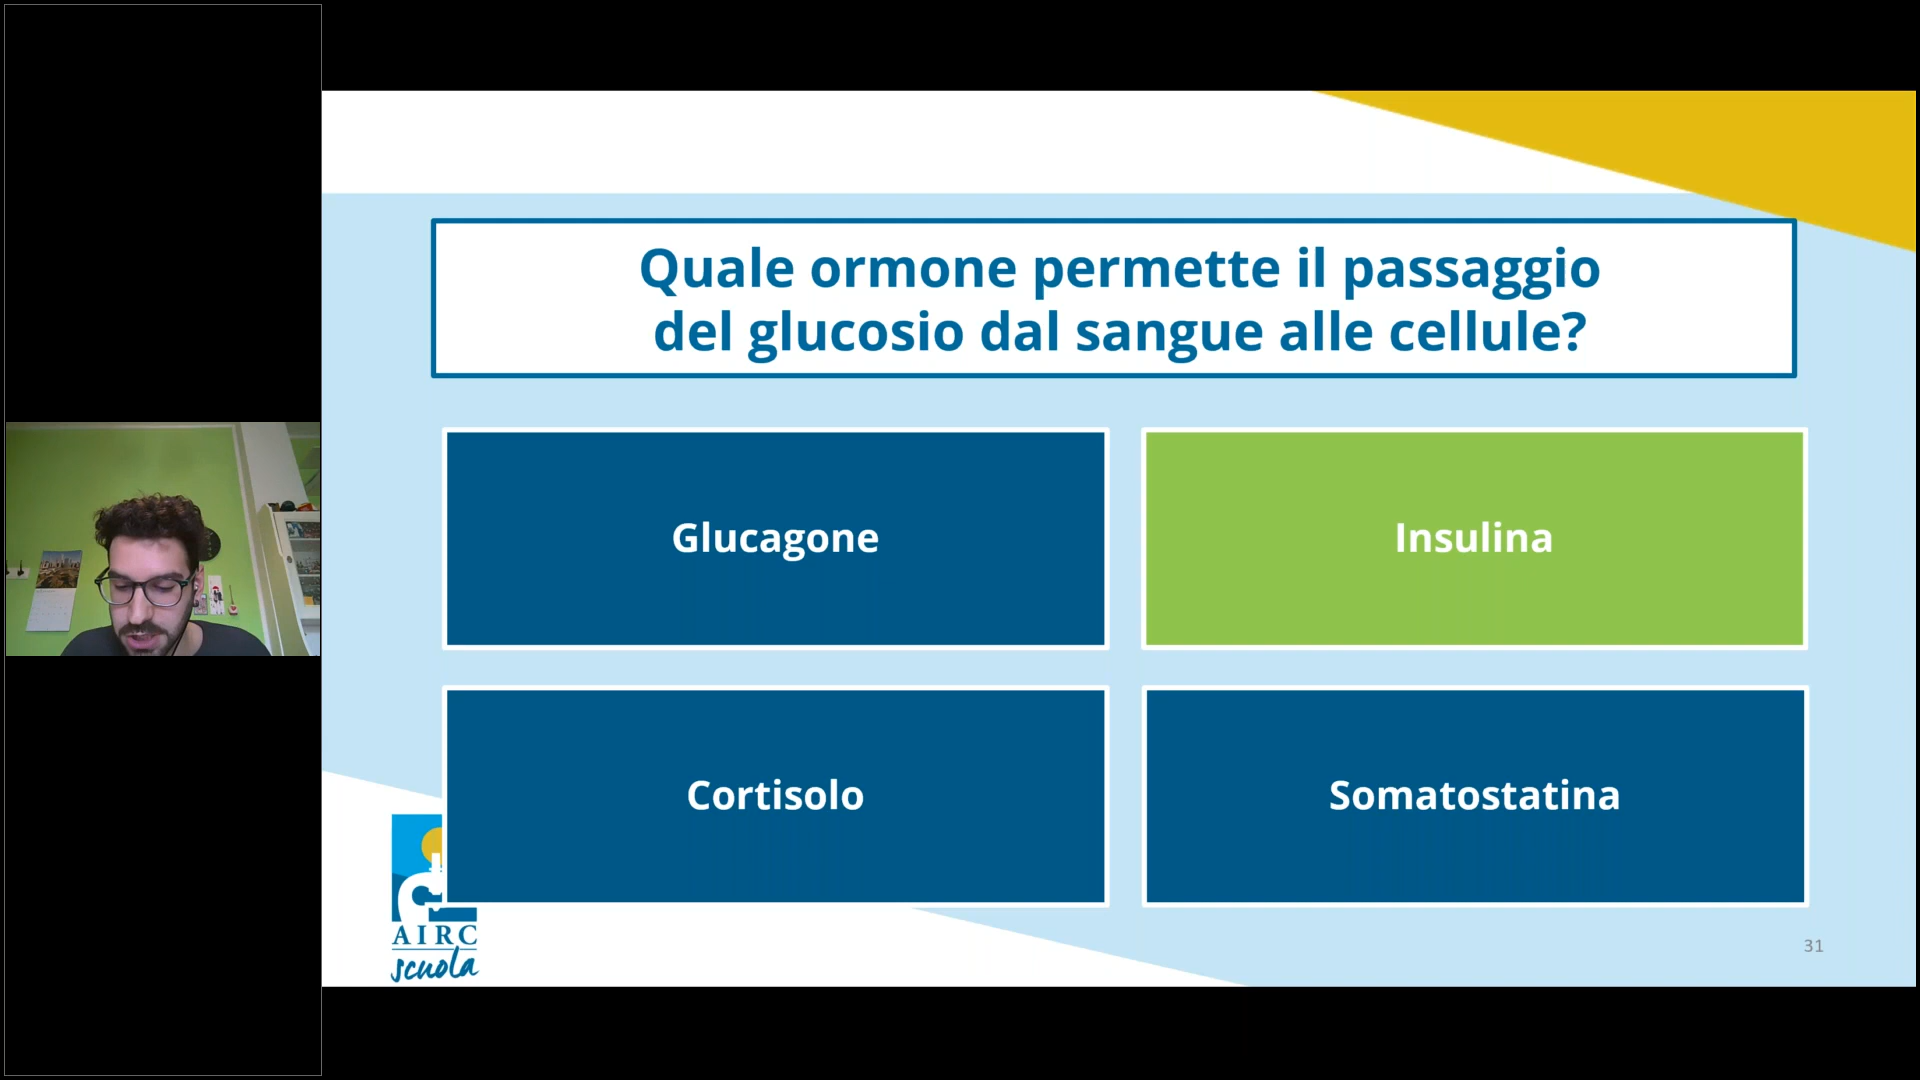 Quale ormone permette il passaggio
del glucosio dal sangue alle cellule?
Glucagone
Insulina
Cortisolo
Somatostatina
AIRC
scuola
31